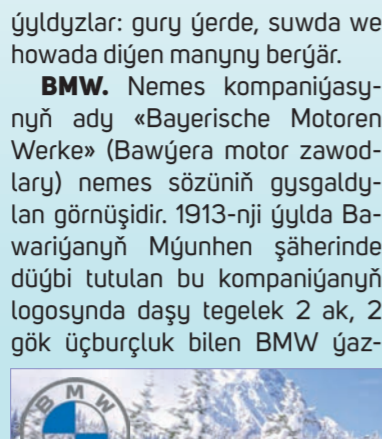 ýyldyzlar: gury ýerde, suwda we
howada diýen manyny berýär.
BMW. Nemes kompaniýasy-
nyň ady «Bayerische Motoren
Werke» (Bawýera motor zawod-
lary) nemes sözüniň gysgaldy-
lan görnüşidir. 1913-nji ýylda Ba-
wariýanyň Mýunhen şäherinde
düýbi tutulan bu kompaniýanyň
logosynda daşy tegelek 2 ak, 2
gök üçburçluk bilen BMW ýaz-
BMW